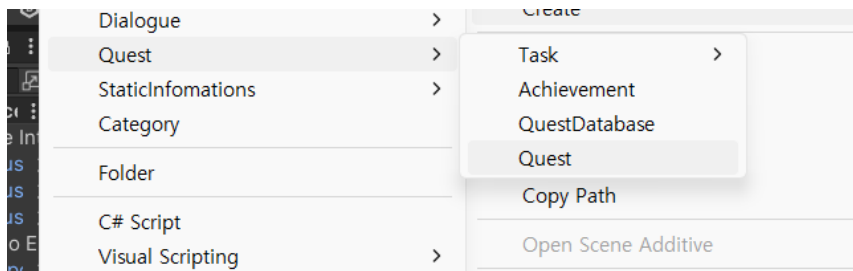 Dialogue
Quest
StaticInfomations
Category
Folder
C# Script
Visual Scripting
Create
Task
Achievement
QuestDatabase
Quest
Copy Path
Open Scene Additive